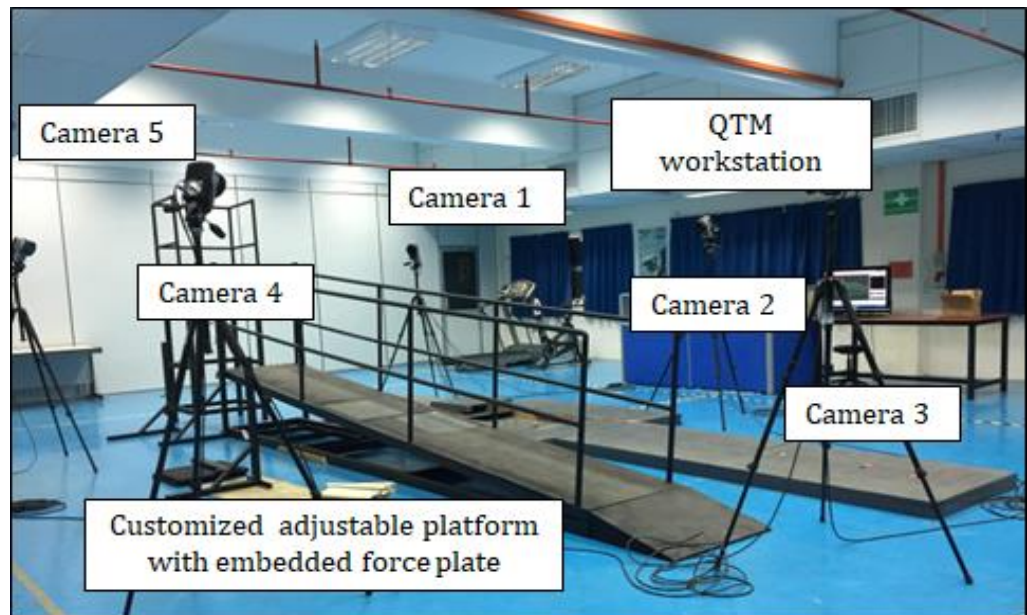 Camera 5
QTM
workstation
Camera 1
Camera 4
Camera 2
Camera 3
Customized adjustable platform
with embedded force plate